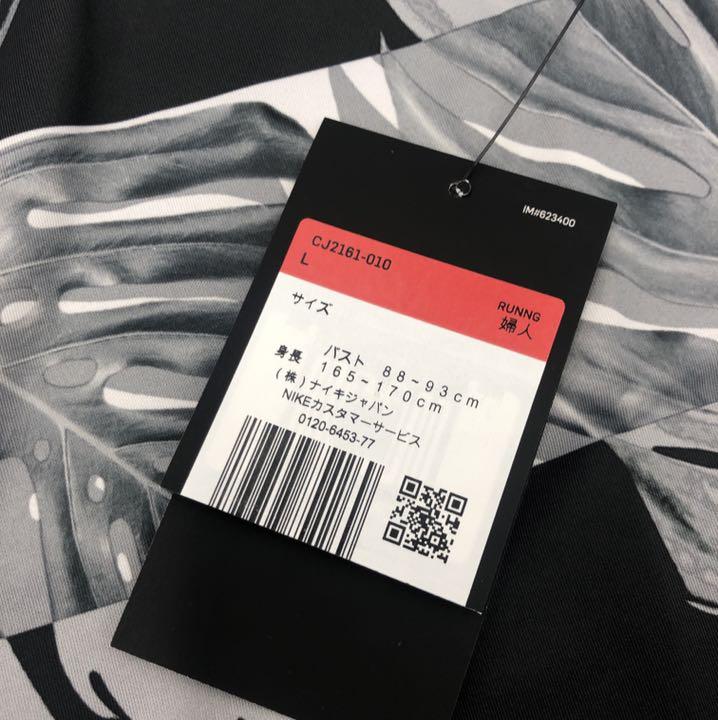 IM#623400
CJ2161-010
L
RUNNG
婦人
サイズ
バスト 88~93cm
身長 165~170cm
(株)ナイキジャパン
NIKEカスタマーサービス
0120-6453-77